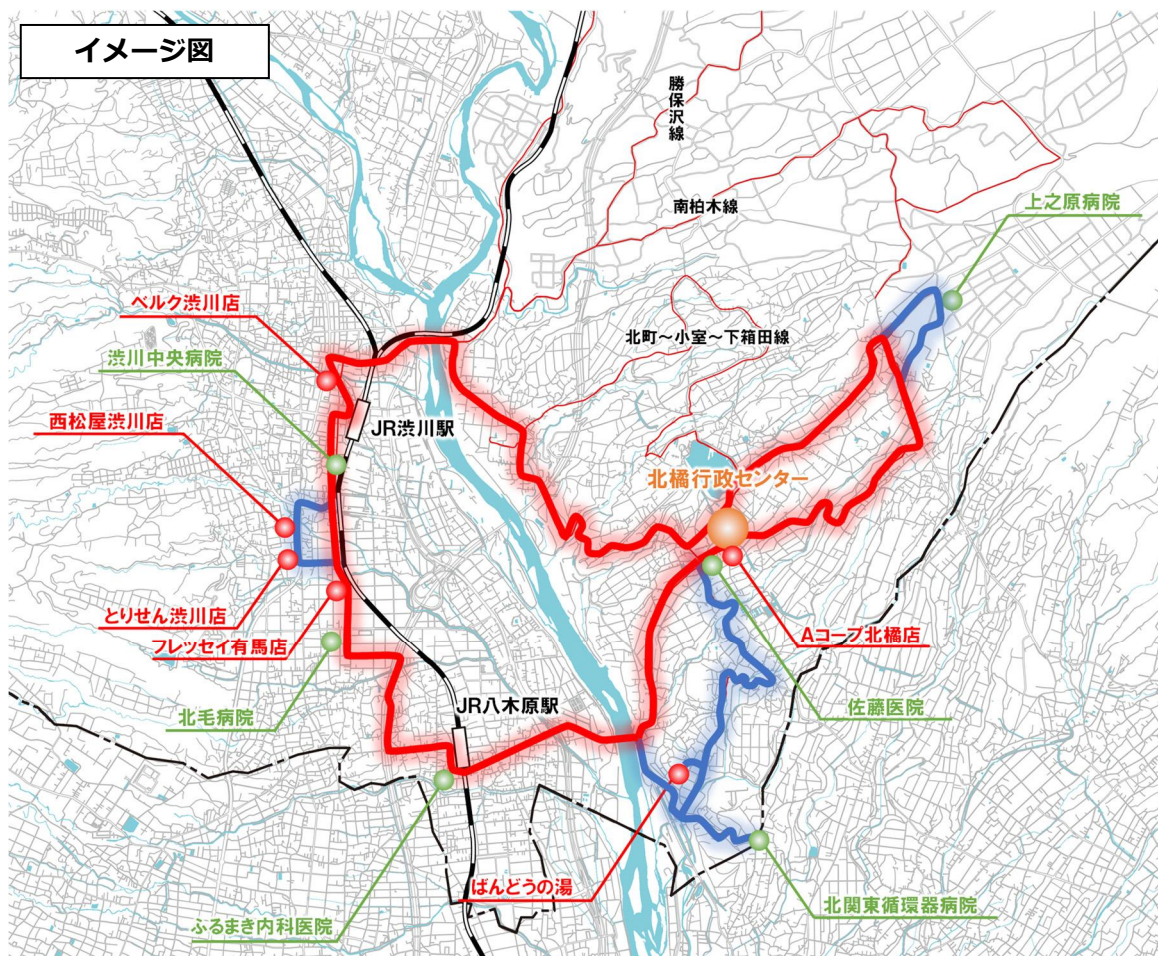 イメージ図
勝保沢線
南柏木線
上之原病院
ベルク渋川店
北町～小室～下箱田線
渋川中央病院
西松屋渋川店
JR渋川駅
北橘行政センター
とりせん渋川店
フレッセイ有馬店
Aコープ北橘店
北毛病院
JR八木原駅
佐藤医院
ばんどうの湯
北関東循環器病院
ふるまき内科医院